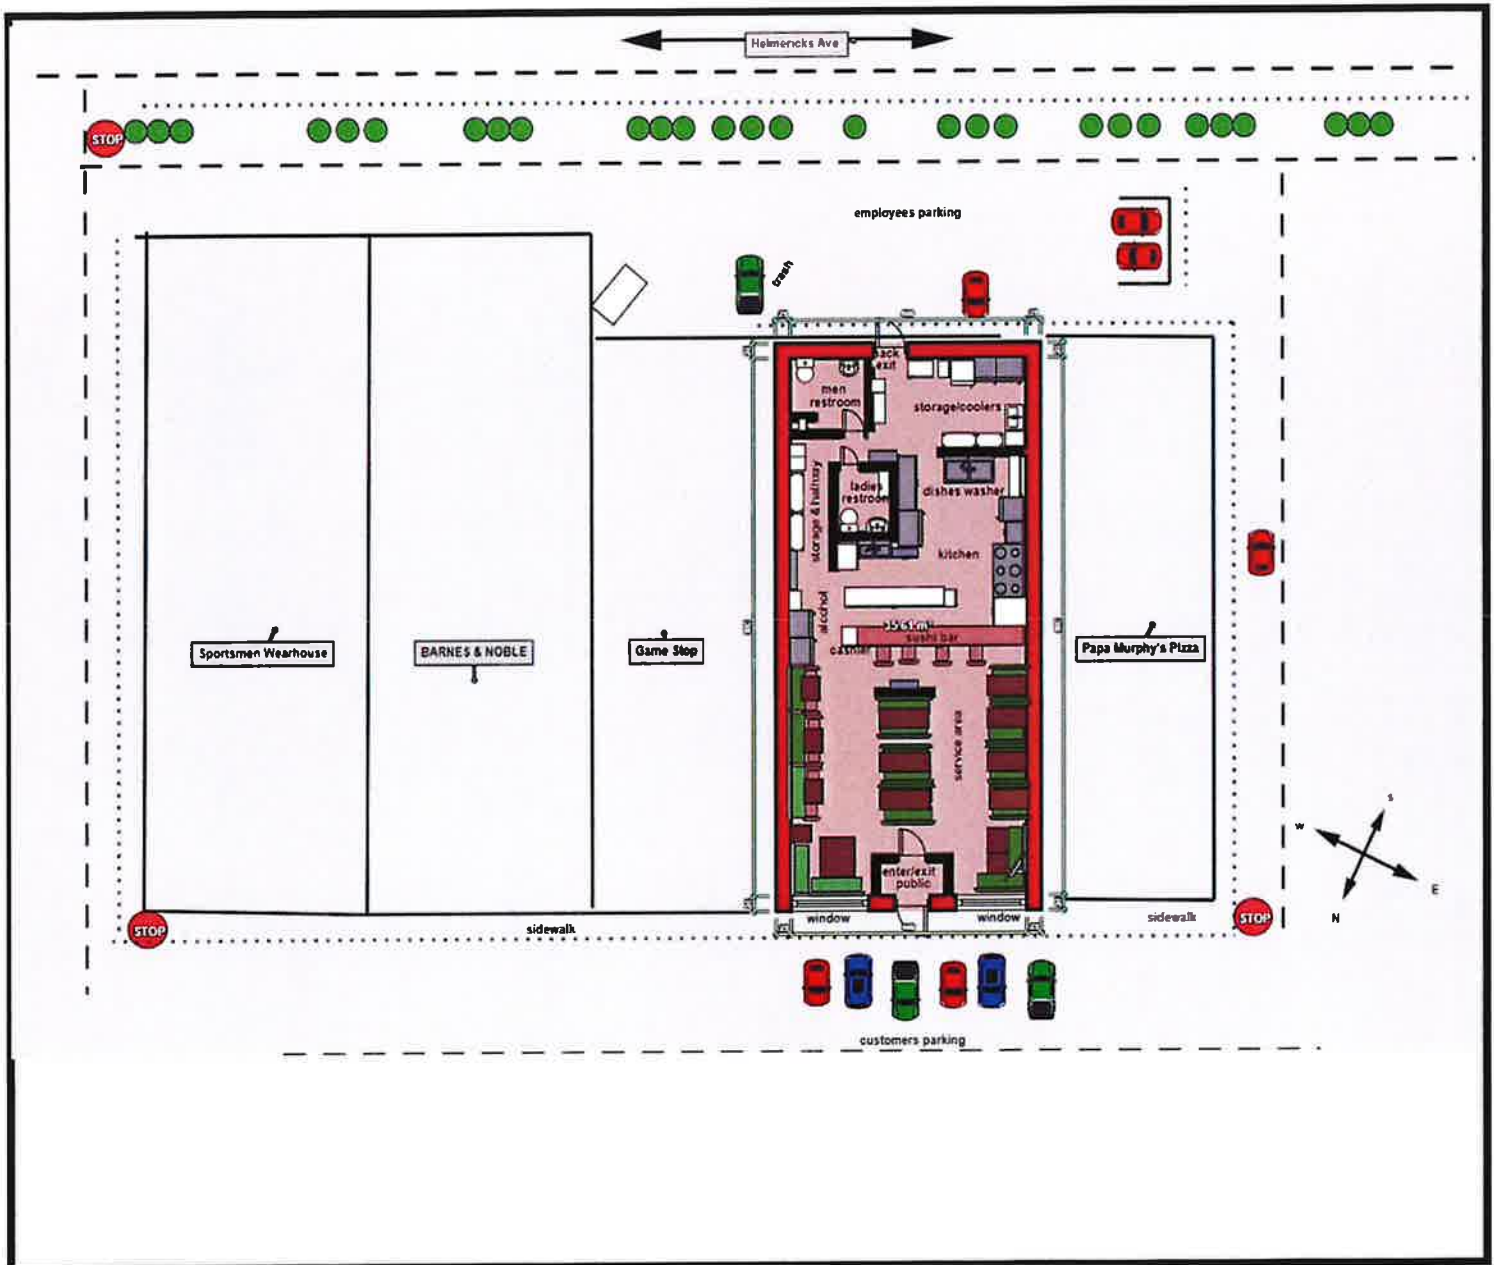 Helmericks Ave
STOP
employees parking
trash
back
exit
men
restroom
storage/coolers
storage & hallway
ladies
restroom
dishes washer
kitchen
alcohol
sushi bar
cashier
Sportsmen Wearhouse
BARNES & NOBLE
Game Stop
Papa Murphy's Pizza
service area
enter/exit
public
window
window
sidewalk
sidewalk
STOP
STOP
S
W
E
N
customers parking